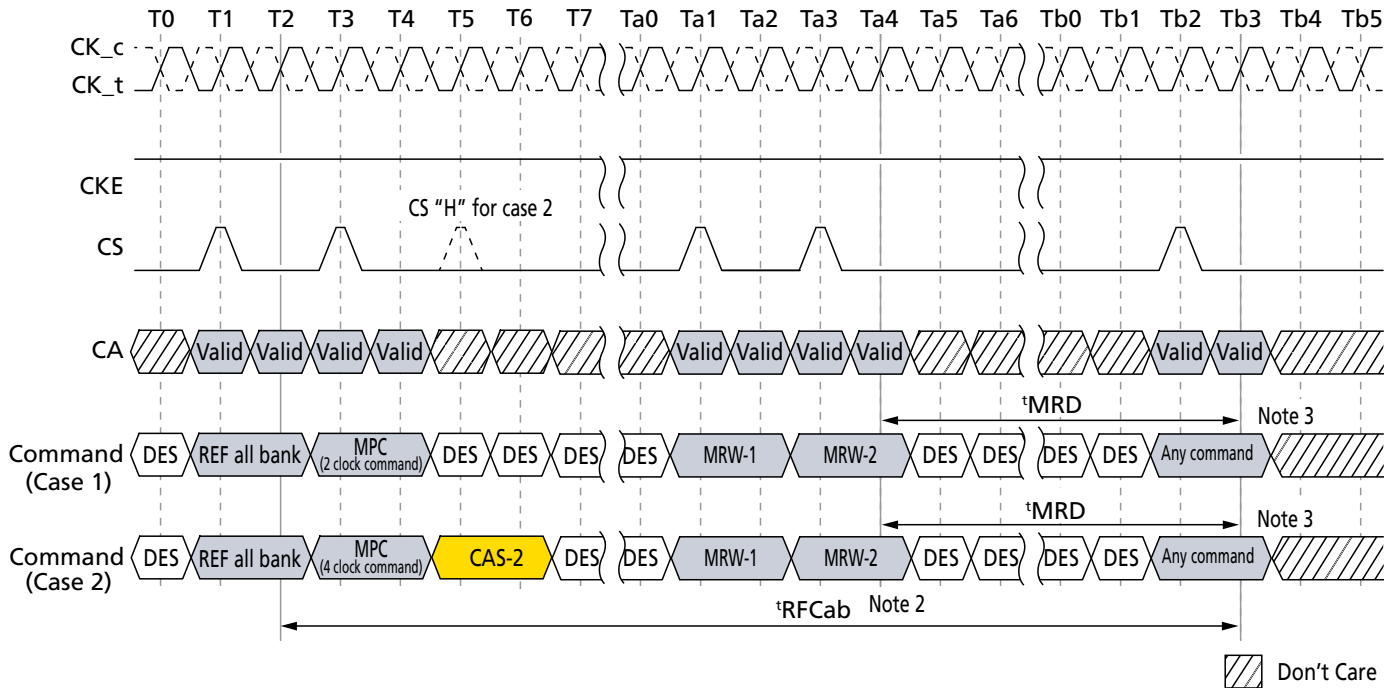 T0 T1 T2 T3 T4 T5 T6 T7 Ta0 Ta1 Ta2 Ta3 Ta4 Ta5 Ta6 Tb0 Tb1 Tb2 Tb3 Tb4 Tb5
CK_c
CK_t
CKE
CS "H" for case 2
CS
CA Valid Valid Valid Valid Valid Valid Valid Valid Valid Valid
tMRD Note 3
Command (Case 1) DES REF all bank MPC (2 clock command) DES DES DES DES MRW-1 MRW-2 DES DES DES DES Any command
tMRD Note 3
Command (Case 2) DES REF all bank MPC (4 clock command) CAS-2 DES DES MRW-1 MRW-2 DES DES DES DES Any command
tRFCab Note 2
Don't Care